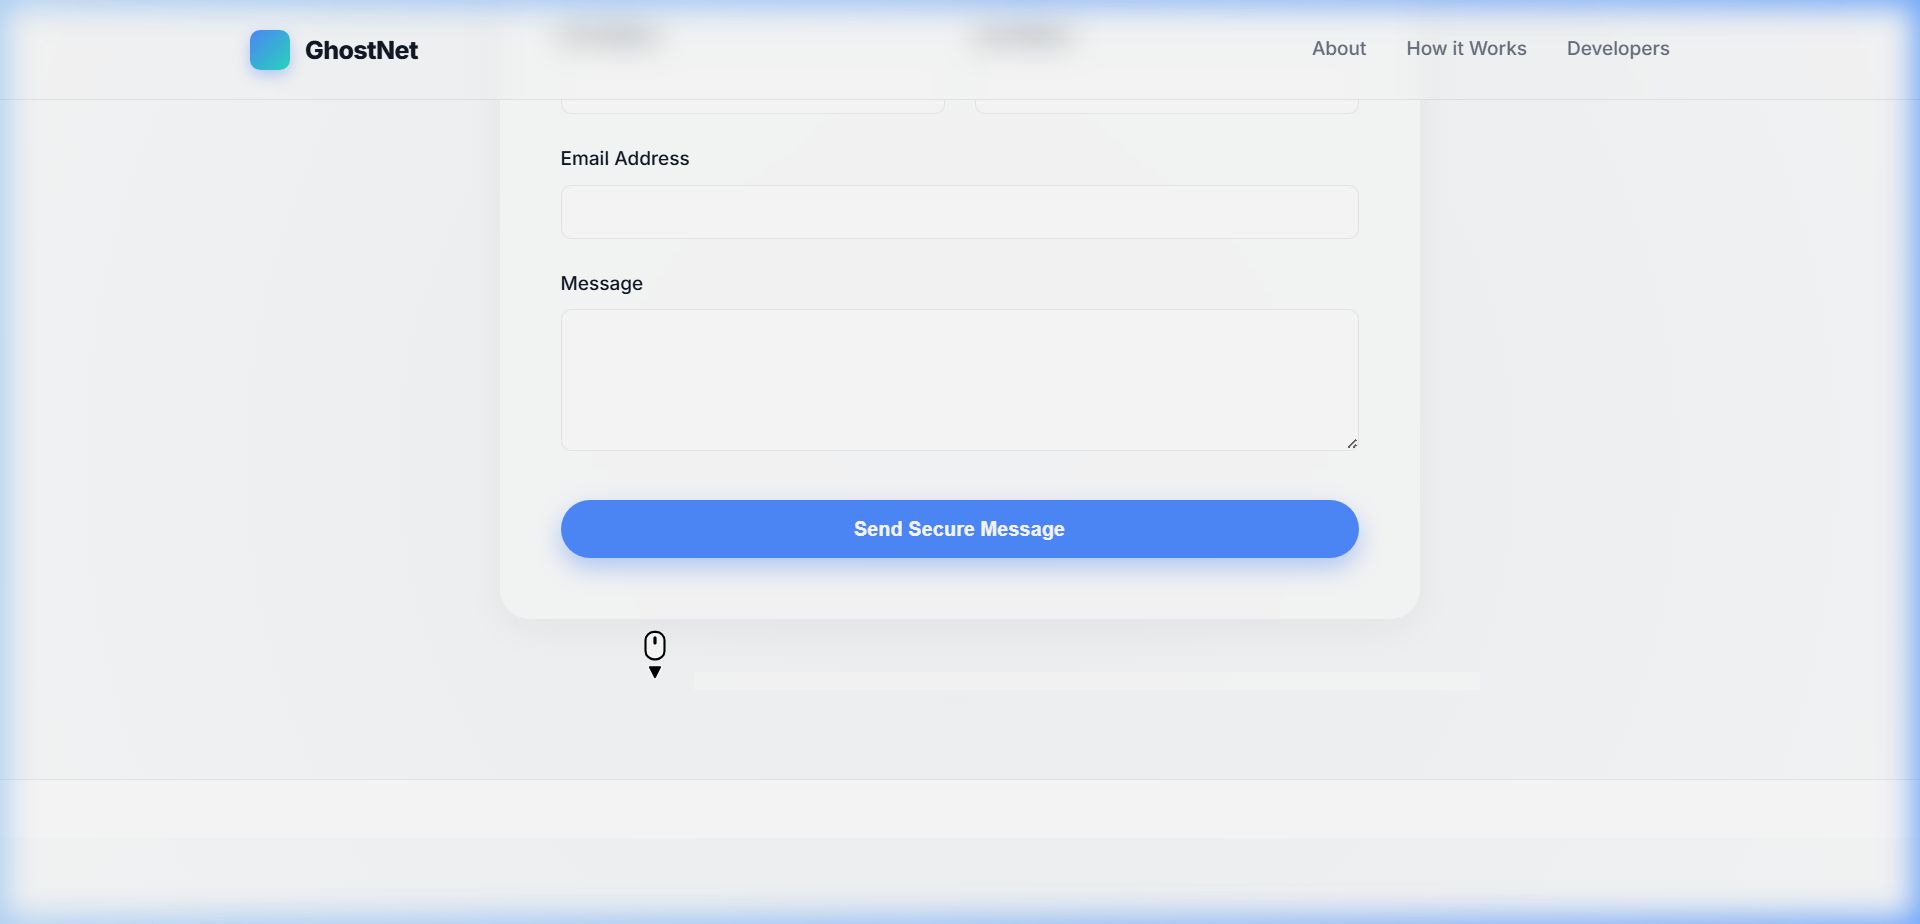 GhostNet
About
How it Works
Developers
Email Address
Message
Send Secure Message